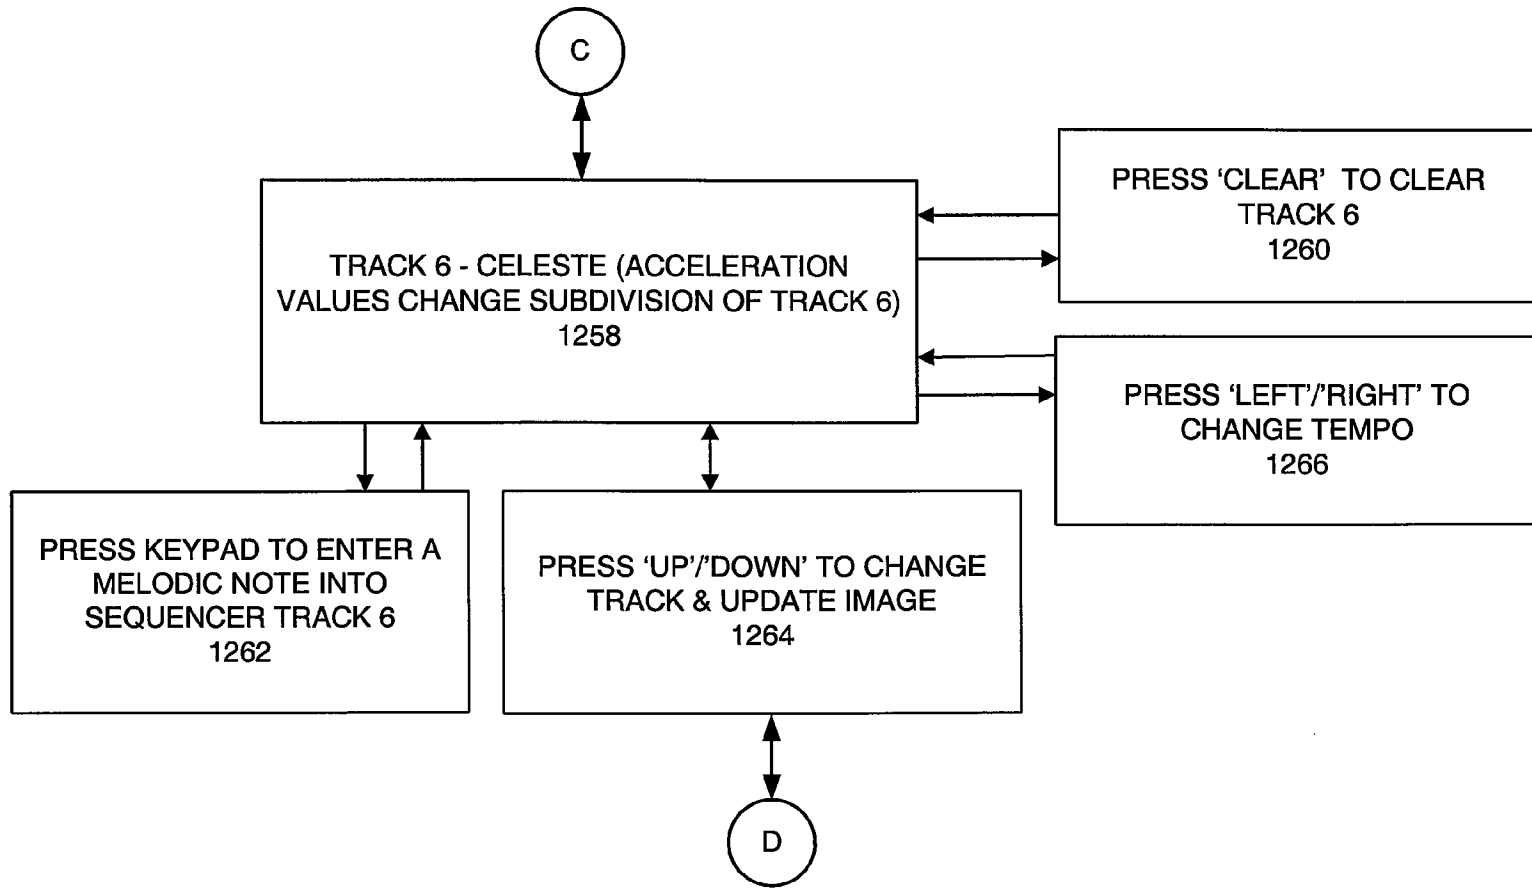 C
PRESS ‘CLEAR’ TO CLEAR
TRACK 6
1260
TRACK 6 - CELESTE (ACCELERATION
VALUES CHANGE SUBDIVISION OF TRACK 6)
1258
PRESS ‘LEFT’/’RIGHT’ TO
CHANGE TEMPO
1266
PRESS KEYPAD TO ENTER A
MELODIC NOTE INTO
SEQUENCER TRACK 6
1262
PRESS ‘UP’/’DOWN’ TO CHANGE
TRACK & UPDATE IMAGE
1264
D